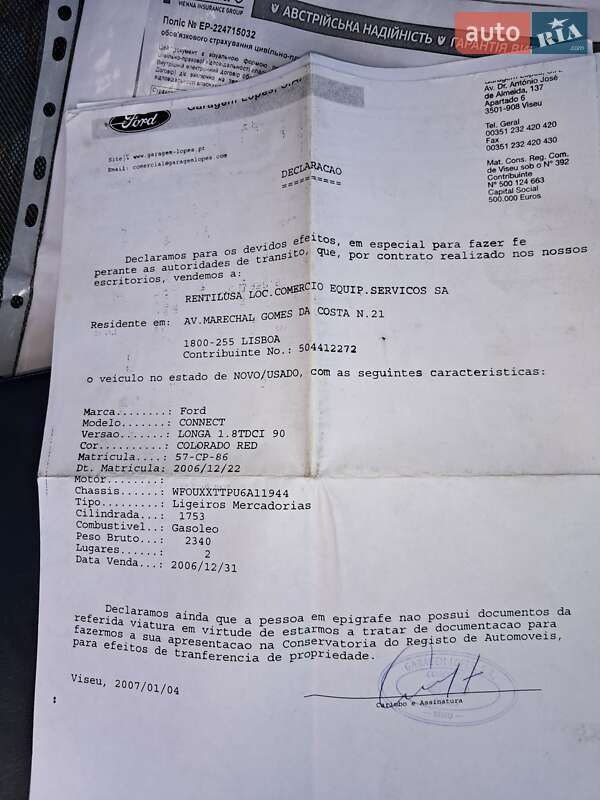 VIENNA INSURANCE GROUP
АВСТРІЙСЬКА НАДІЙНІСТЬ
ГАРАНТІЯ
auto RIA .com
Поліс № EP-224715032
Ford
Garagem Lopes, S.A.
Site: www.garagem-lopes.pt
Email: comercial@garagemlopes.com
Av. Dr. António José
de Almeida, 137
Apartado 6
3501-908 Viseu
Tel. Geral
00351 232 420 420
Fax
00351 232 420 430
Mat. Cons. Reg. Com.
de Viseu sob o Nº 392
Contribuinte
Nº 500 124 663
Capital Social
500.000 Euros
DECLARACAO
==========
Declaramos para os devidos efeitos, em especial para fazer fe
perante as autoridades de transito, que, por contrato realizado nos nossos
escritorios, vendemos a:
RENTILUSA LOC.COMERCIO EQUIP.SERVICOS SA
Residente em: AV.MARECHAL GOMES DA COSTA N.21
1800-255 LISBOA
Contribuinte No.: 504412272
o veiculo no estado de NOVO/USADO, com as seguintes caracteristicas:
Marca........: Ford
Modelo.......: CONNECT
Versao.......: LONGA 1.8TDCI 90
Cor..........: COLORADO RED
Matricula....: 57-CP-86
Dt. Matricula: 2006/12/22
Motor........:
Chassis......: WFOUXXTTPU6A11944
Tipo.........: Ligeiros Mercadorias
Cilindrada...: 1753
Combustivel..: Gasoleo
Peso Bruto...: 2340
Lugares......: 2
Data Venda...: 2006/12/31
Declaramos ainda que a pessoa em epigrafe nao possui documentos da
referida viatura em virtude de estarmos a tratar de documentacao para
fazermos a sua apresentacao na Conservatoria do Registo de Automoveis,
para efeitos de tranferencia de propriedade.
Viseu, 2007/01/04
Carimbo e Assinatura